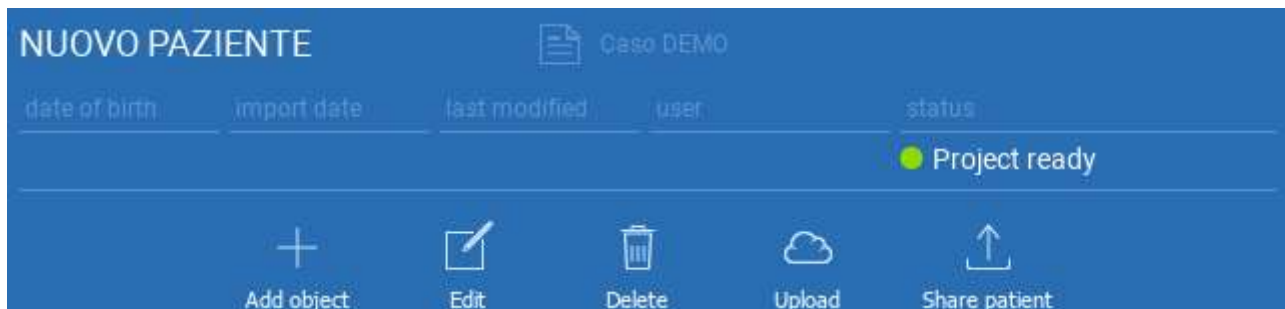 NUOVO PAZIENTE Caso DEMO
date of birth import date last modified user status
Project ready
Add object Edit Delete Upload Share patient